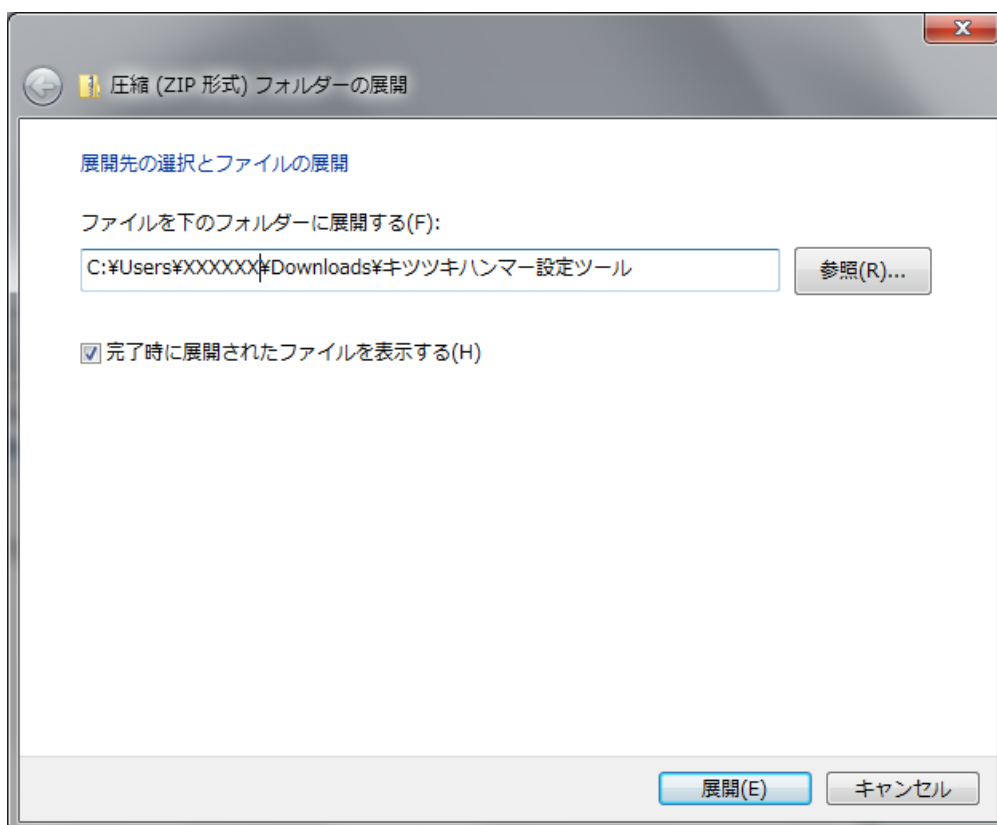 圧縮 (ZIP 形式) フォルダーの展開
展開先の選択とファイルの展開
ファイルを下のフォルダーに展開する(F):
C:¥Users¥XXXXXX¥Downloads¥キツツキハンマー設定ツール
参照(R)...
完了時に展開されたファイルを表示する(H)
展開(E)
キャンセル